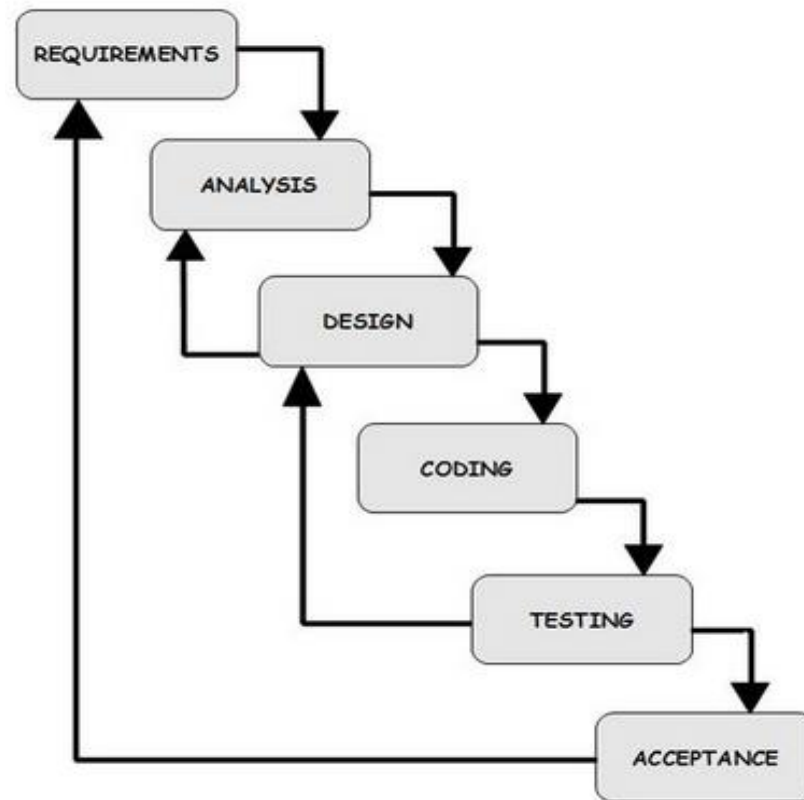 REQUIREMENTS
ANALYSIS
DESIGN
CODING
TESTING
ACCEPTANCE